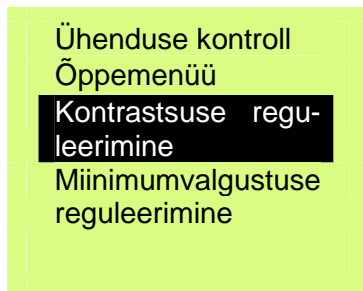 Ühenduse kontroll
Õppemenüü
Kontrastsuse regu-
leerimine
Miinimumvalgustuse
reguleerimine